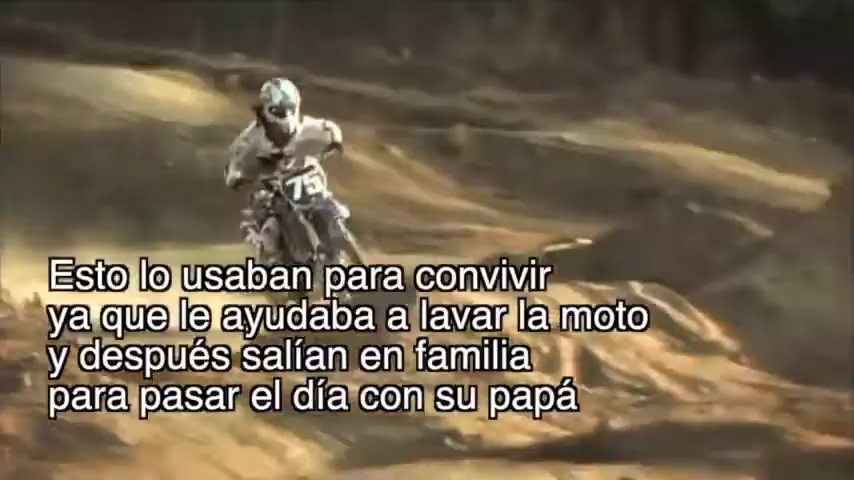 75
Esto lo usaban para convivir
ya que le ayudaba a lavar la moto
y después salían en familia
para pasar el día con su papá